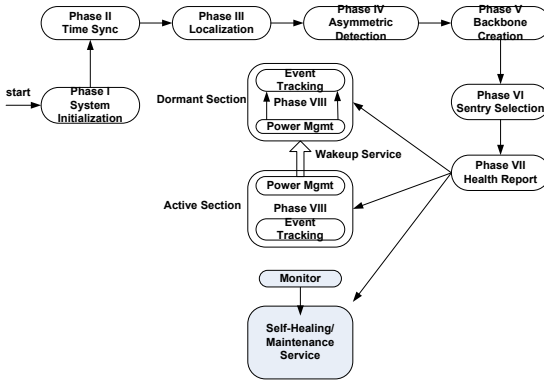 Phase II
Time Sync
Phase III
Localization
Phase IV
Asymmetric
Detection
Phase V
Backbone
Creation
start
Phase I
System
Initialization
Event
Tracking
Dormant Section
Phase VIII
Power Mgmt
Phase VI
Sentry Selection
Wakeup Service
Phase VII
Health Report
Power Mgmt
Active Section
Phase VIII
Event
Tracking
Monitor
Self-Healing/
Maintenance
Service